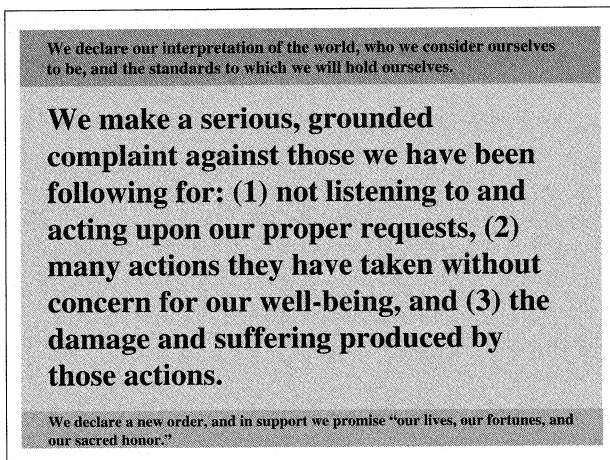 We declare our interpretation of the world, who we consider ourselves
to be, and the standards to which we will hold ourselves.
We make a serious, grounded
complaint against those we have been
following for: (1) not listening to and
acting upon our proper requests, (2)
many actions they have taken without
concern for our well-being, and (3) the
damage and suffering produced by
those actions.
We declare a new order, and in support we promise “our lives, our fortunes, and
our sacred honor.”